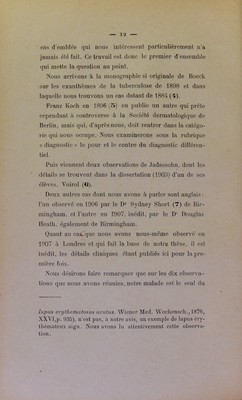 — 12 —
cas d'emblée qui nous intéressent particulièrement n'a
jamais été fait. Ce travail est donc le premier d'ensemble
qui mette la question au point.
Nous arrivons à la monographie si originale de Boeck
sur les exanthèmes de la tuberculose de 1898 et dans
laquelle nous trouvons un cas datant de 1884 (4).
Franz Koch en 1896 (5) en publie un autre qui prête
cependant à controverse à la Société dermatologique de
Berlin, mais qui, d'après nous, doit rentrer dans la catégo-
rie qui nous occupe. Nous examinerons sous la rubrique
« diagnostic » le pour et le contre du diagnostic différen-
tiel.
Puis viennent deux observations de Jadassohn, dont les
détails se trouvent dans la dissertation (1903) d'un de ses
élèves, Voirol (6).
Deux autres cas dont nous avons à parler sont anglais :
l'un observé en 1906 par le Dr Sydney Short (7) de Bir-
mingham, et l'autre en 1907, inédit, par le Dr Douglas
Heath, également de Birmingham.
Quant au cas que nous avons nous-même observé en
1907 à Londres et qui fait la base de notre thèse, il est
inédit, les détails cliniques étant publiés ici pour la pre-
mière fois.
Nous désirons faire remarquer que sur les dix observa-
tions que nous avons réunies, notre malade est le seul du
lupus erythematosus acutus. Wiener Med. Wochensch., 1876,
XXVI, p. 935), n'est pas, à notre avis, un exemple de lupus éry-
thémateux aigu. Nous avons lu attentivement cette observa-
tion.